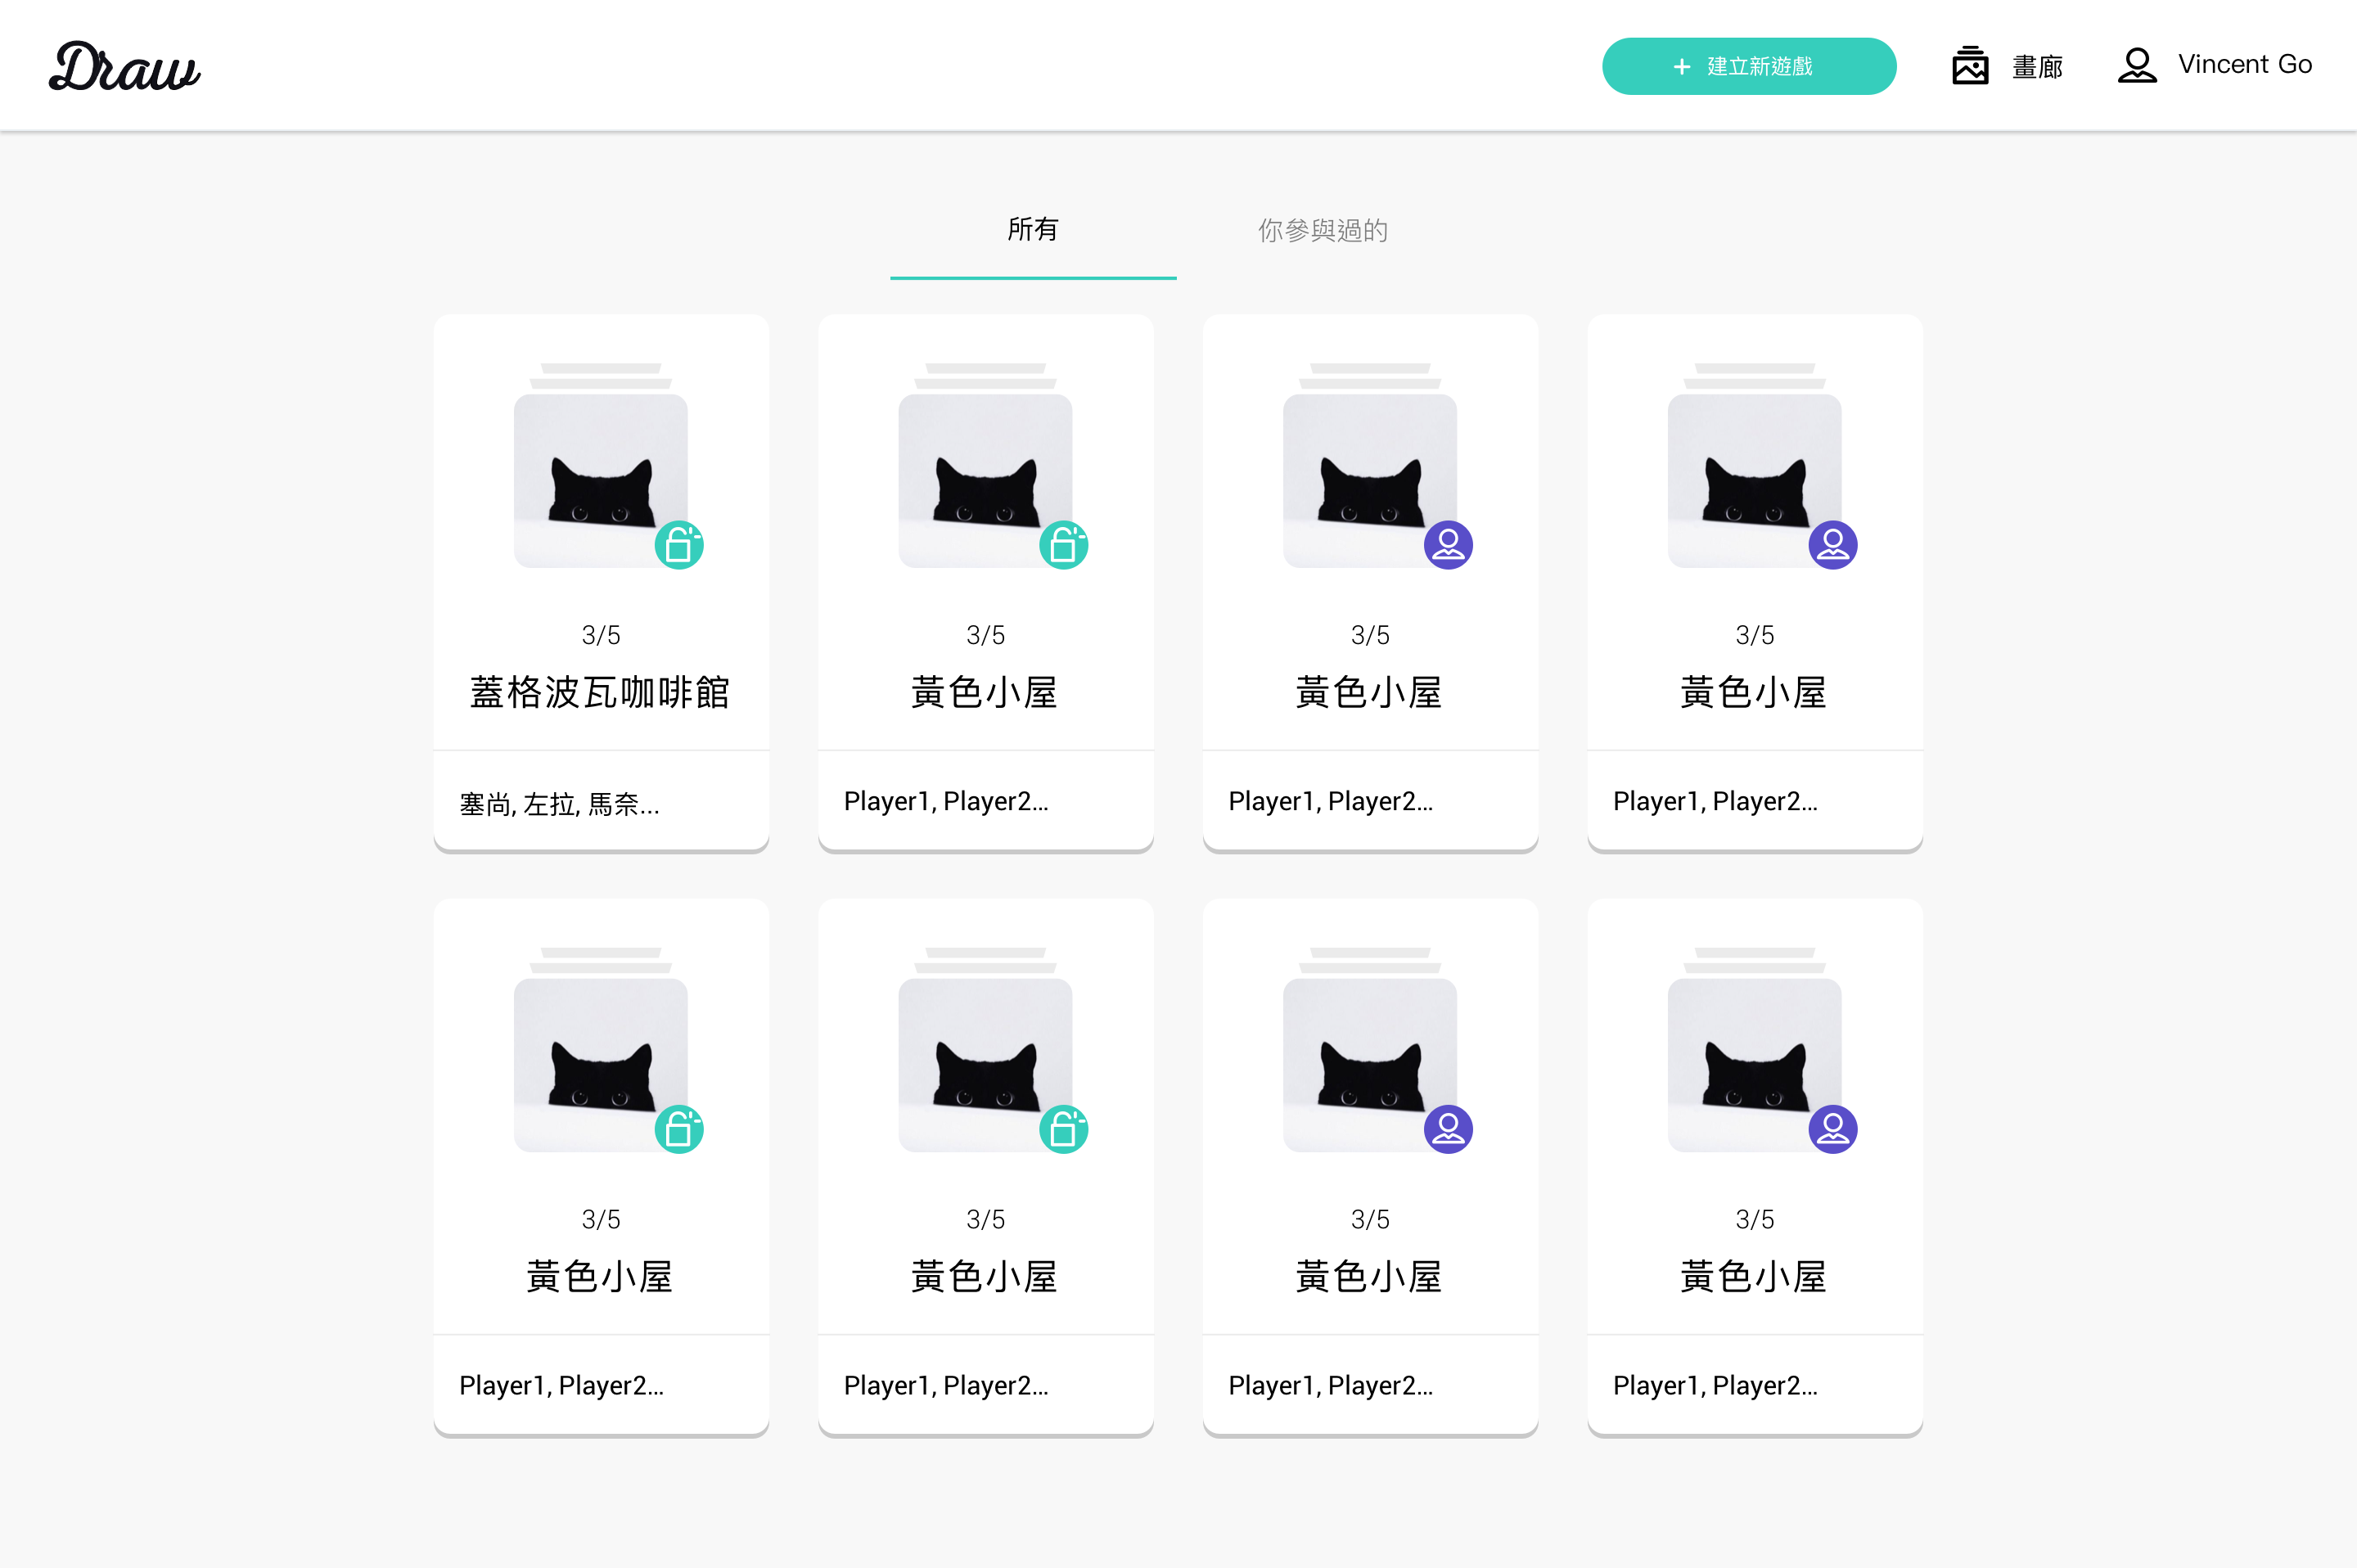 Draw
+ 建立新遊戲
畫廊
Vincent Go
所有
你參與過的
3/5
蓋格波瓦咖啡館
塞尚, 左拉, 馬奈...
3/5
黃色小屋
Player1, Player2...
3/5
黃色小屋
Player1, Player2...
3/5
黃色小屋
Player1, Player2...
3/5
黃色小屋
Player1, Player2...
3/5
黃色小屋
Player1, Player2...
3/5
黃色小屋
Player1, Player2...
3/5
黃色小屋
Player1, Player2...